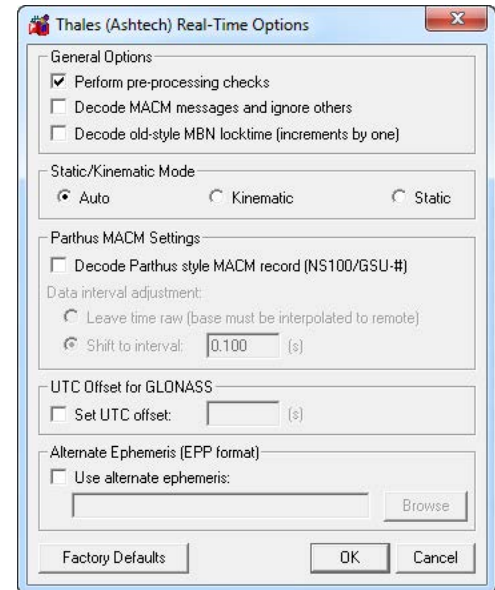 Thales (Ashtech) Real-Time Options
General Options
Perform pre-processing checks
Decode MACM messages and ignore others
Decode old-style MBN locktime (increments by one)
Static/Kinematic Mode
Auto Kinematic Static
Parthus MACM Settings
Decode Parthus style MACM record (NS100/GSU-#)
Data interval adjustment:
Leave time raw (base must be interpolated to remote)
Shift to interval: 0.100 (s)
UTC Offset for GLONASS
Set UTC offset: (s)
Alternate Ephemeris (EPP format)
Use alternate ephemeris:
Browse
Factory Defaults OK Cancel